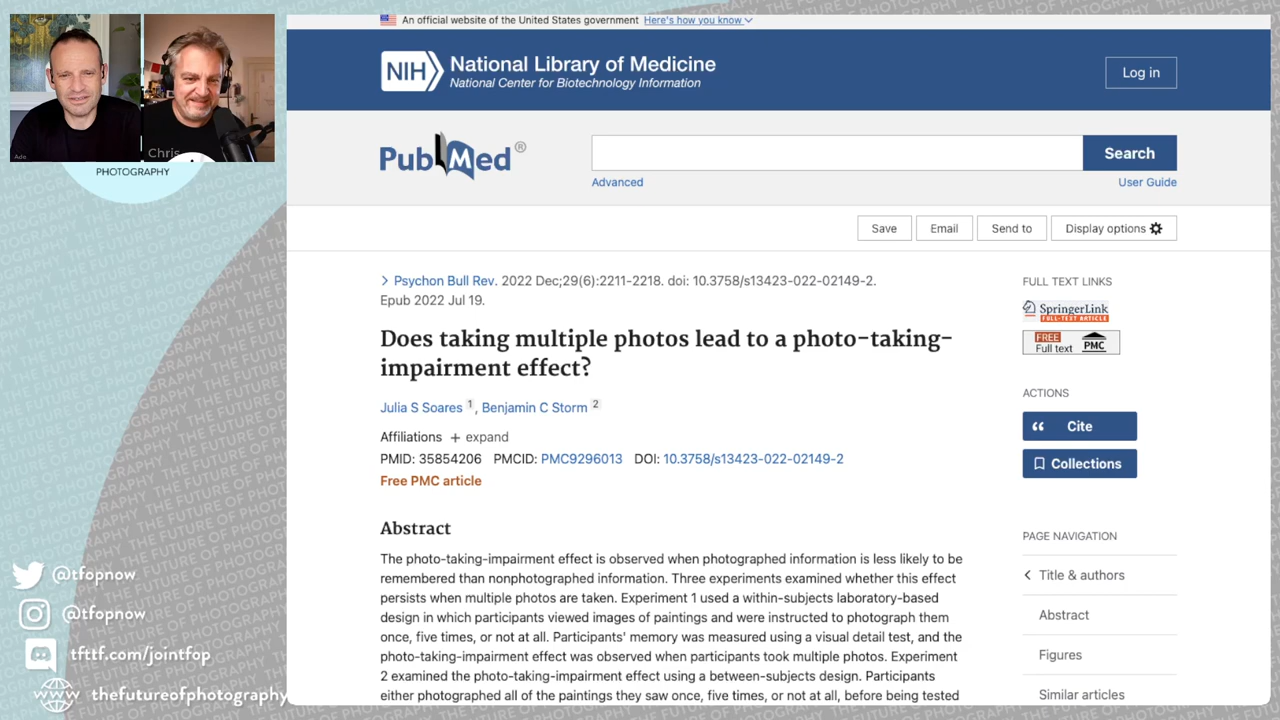 An official website of the United States government Here's how you know
NIH National Library of Medicine
National Center for Biotechnology Information
Log in
PubMed®
Search
Advanced
User Guide
Save
Email
Send to
Display options
Psychon Bull Rev. 2022 Dec;29(6):2211-2218. doi: 10.3758/s13423-022-02149-2.
Epub 2022 Jul 19.
Does taking multiple photos lead to a photo-taking-
impairment effect?
Julia S Soares 1, Benjamin C Storm 2
Affiliations + expand
PMID: 35854206 PMCID: PMC9296013 DOI: 10.3758/s13423-022-02149-2
Free PMC article
Abstract
The photo-taking-impairment effect is observed when photographed information is less likely to be
remembered than nonphotographed information. Three experiments examined whether this effect
persists when multiple photos are taken. Experiment 1 used a within-subjects laboratory-based
design in which participants viewed images of paintings and were instructed to photograph them
once, five times, or not at all. Participants' memory was measured using a visual detail test, and the
photo-taking-impairment effect was observed when participants took multiple photos. Experiment
2 examined the photo-taking-impairment effect using a between-subjects design. Participants
either photographed all of the paintings they saw once, five times, or not at all, before being tested
FULL TEXT LINKS
SpringerLink
FULL-TEXT ARTICLE
FREE
Full text PMC
ACTIONS
Cite
Collections
PAGE NAVIGATION
Title & authors
Abstract
Figures
Similar articles
Ade
Chris
PHOTOGRAPHY
@tfopnow
@tfopnow
tfttf.com/jointfop
www thefutureofphotography
THE FUTURE OF PHOTOGRAPHY